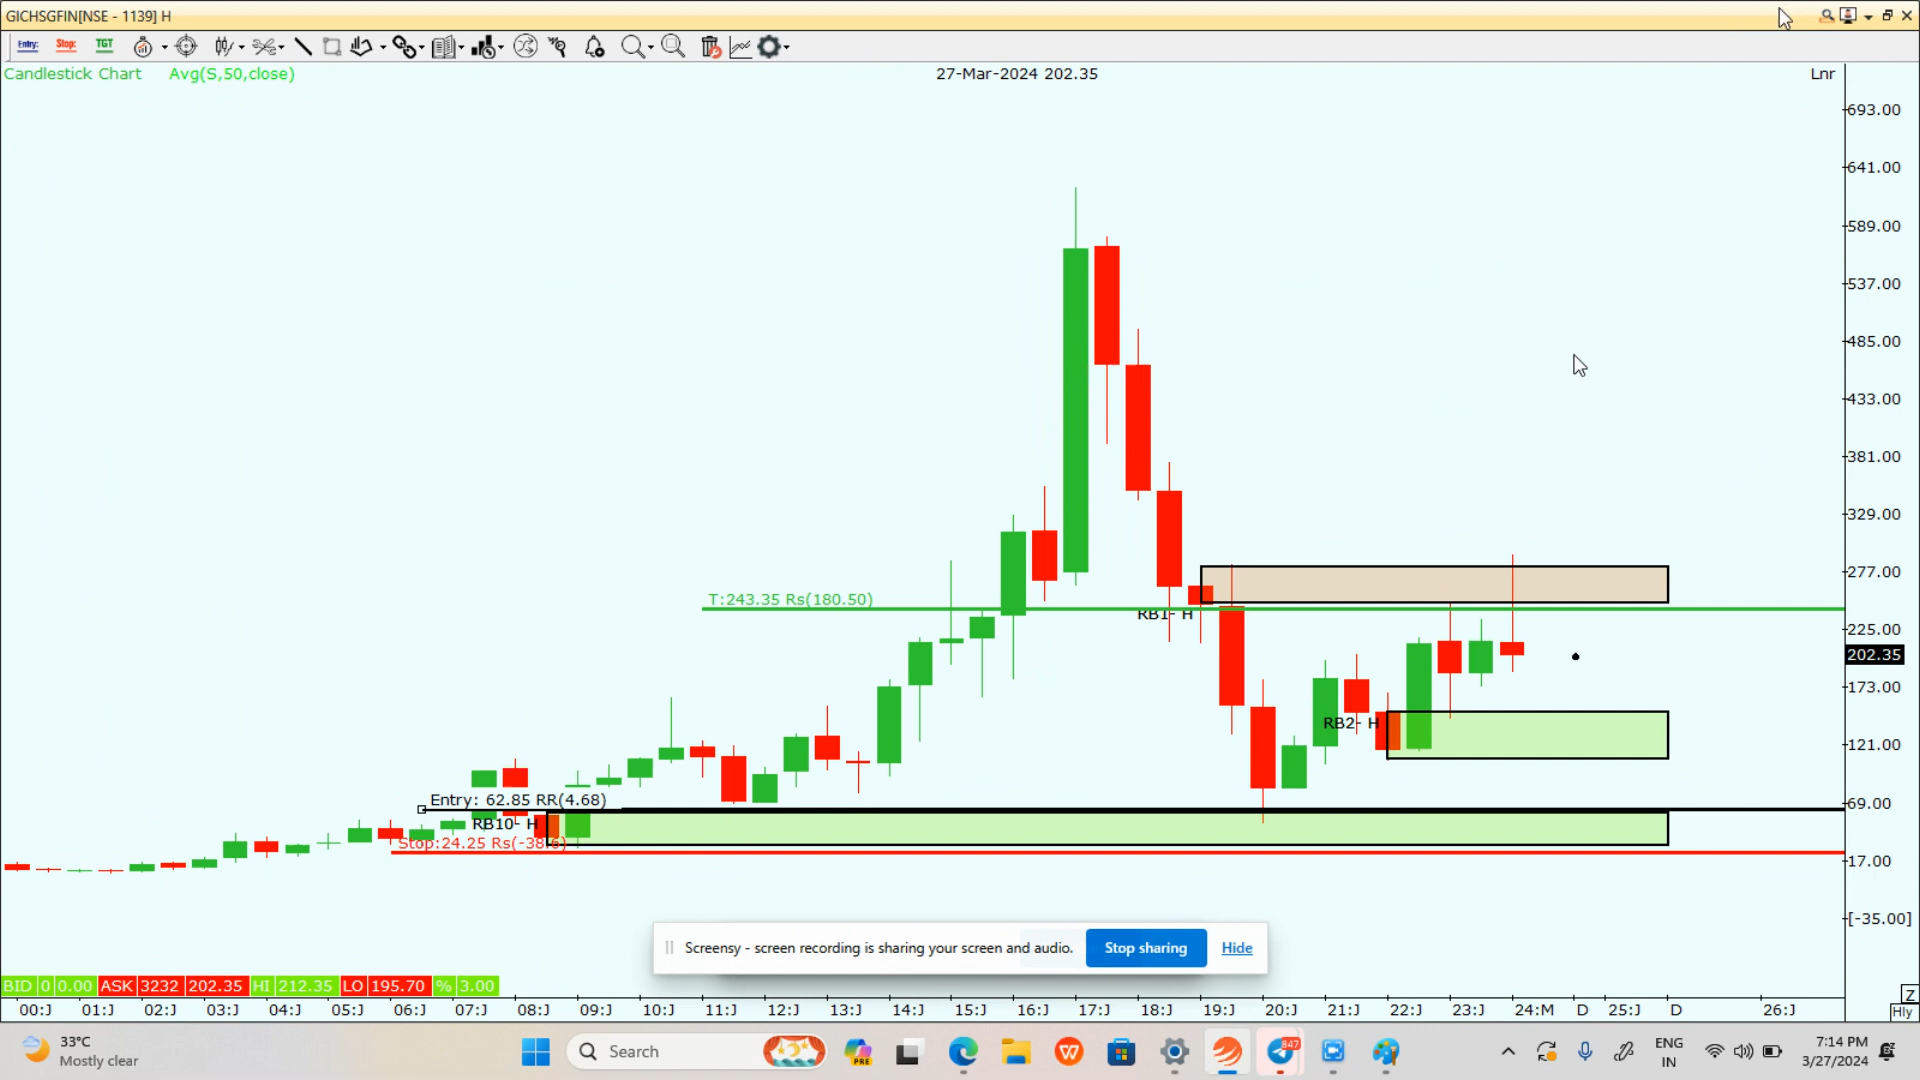 GICHSGFIN[NSE - 1139] H
Entry: Stop: TGT
Candlestick Chart Avg(S,50,close) 27-Mar-2024 202.35 Lnr
693.00
641.00
589.00
537.00
485.00
433.00
381.00
329.00
277.00
T:243.35 Rs(180.50)
RB1- H
225.00
202.35
173.00
RB2- H
121.00
Entry: 62.85 RR(4.68)
69.00
RB10- H
Stop:24.25 Rs(-38.6)
17.00
[-35.00]
Screensy - screen recording is sharing your screen and audio. Stop sharing Hide
BID 0 0.00 ASK 3232 202.35 HI 212.35 LO 195.70 % 3.00
Z
00:J 01:J 02:J 03:J 04:J 05:J 06:J 07:J 08:J 09:J 10:J 11:J 12:J 13:J 14:J 15:J 16:J 17:J 18:J 19:J 20:J 21:J 22:J 23:J 24:M D 25:J D 26:J Hly
33°C
Mostly clear
Search
PRE
847
ENG
IN
7:14 PM
3/27/2024